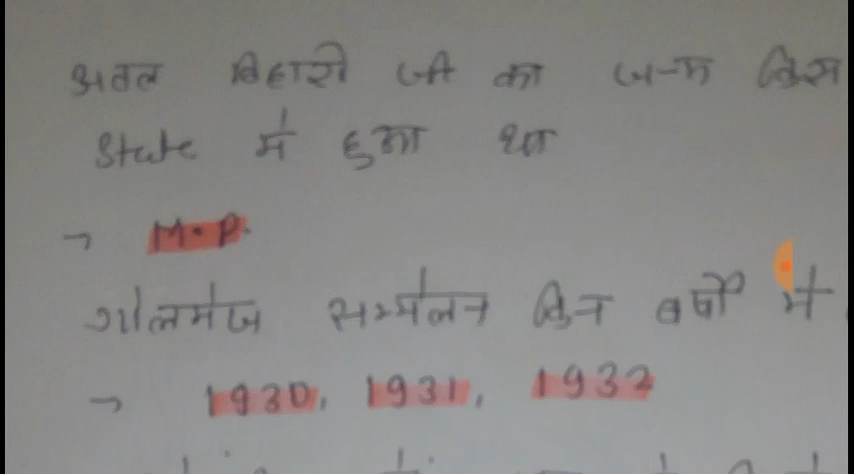 अटल बिहारी जी का जन्म किस
State में हुआ था
→ M.P.
गोलमेज सम्मेलन किन वर्षों में
→ 1930, 1931, 1932